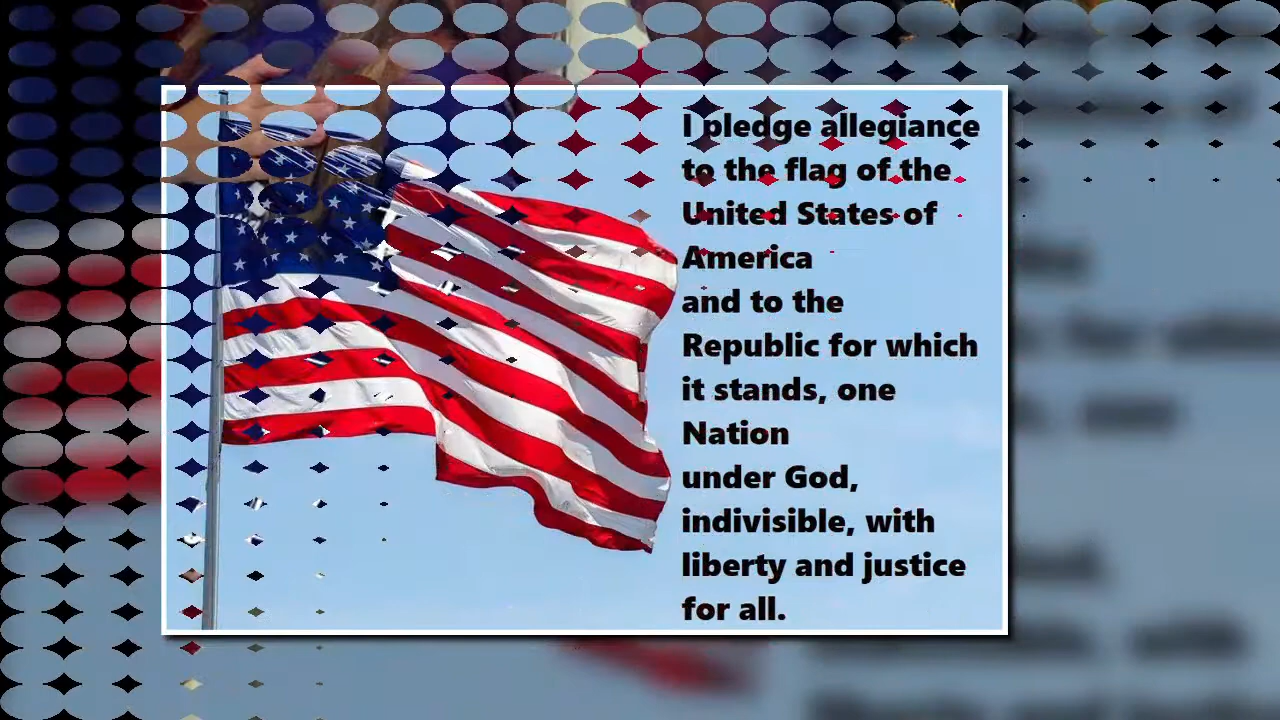 I pledge allegiance
to the flag of the
United States of
America
and to the
Republic for which
it stands, one
Nation
under God,
indivisible, with
liberty and justice
for all.